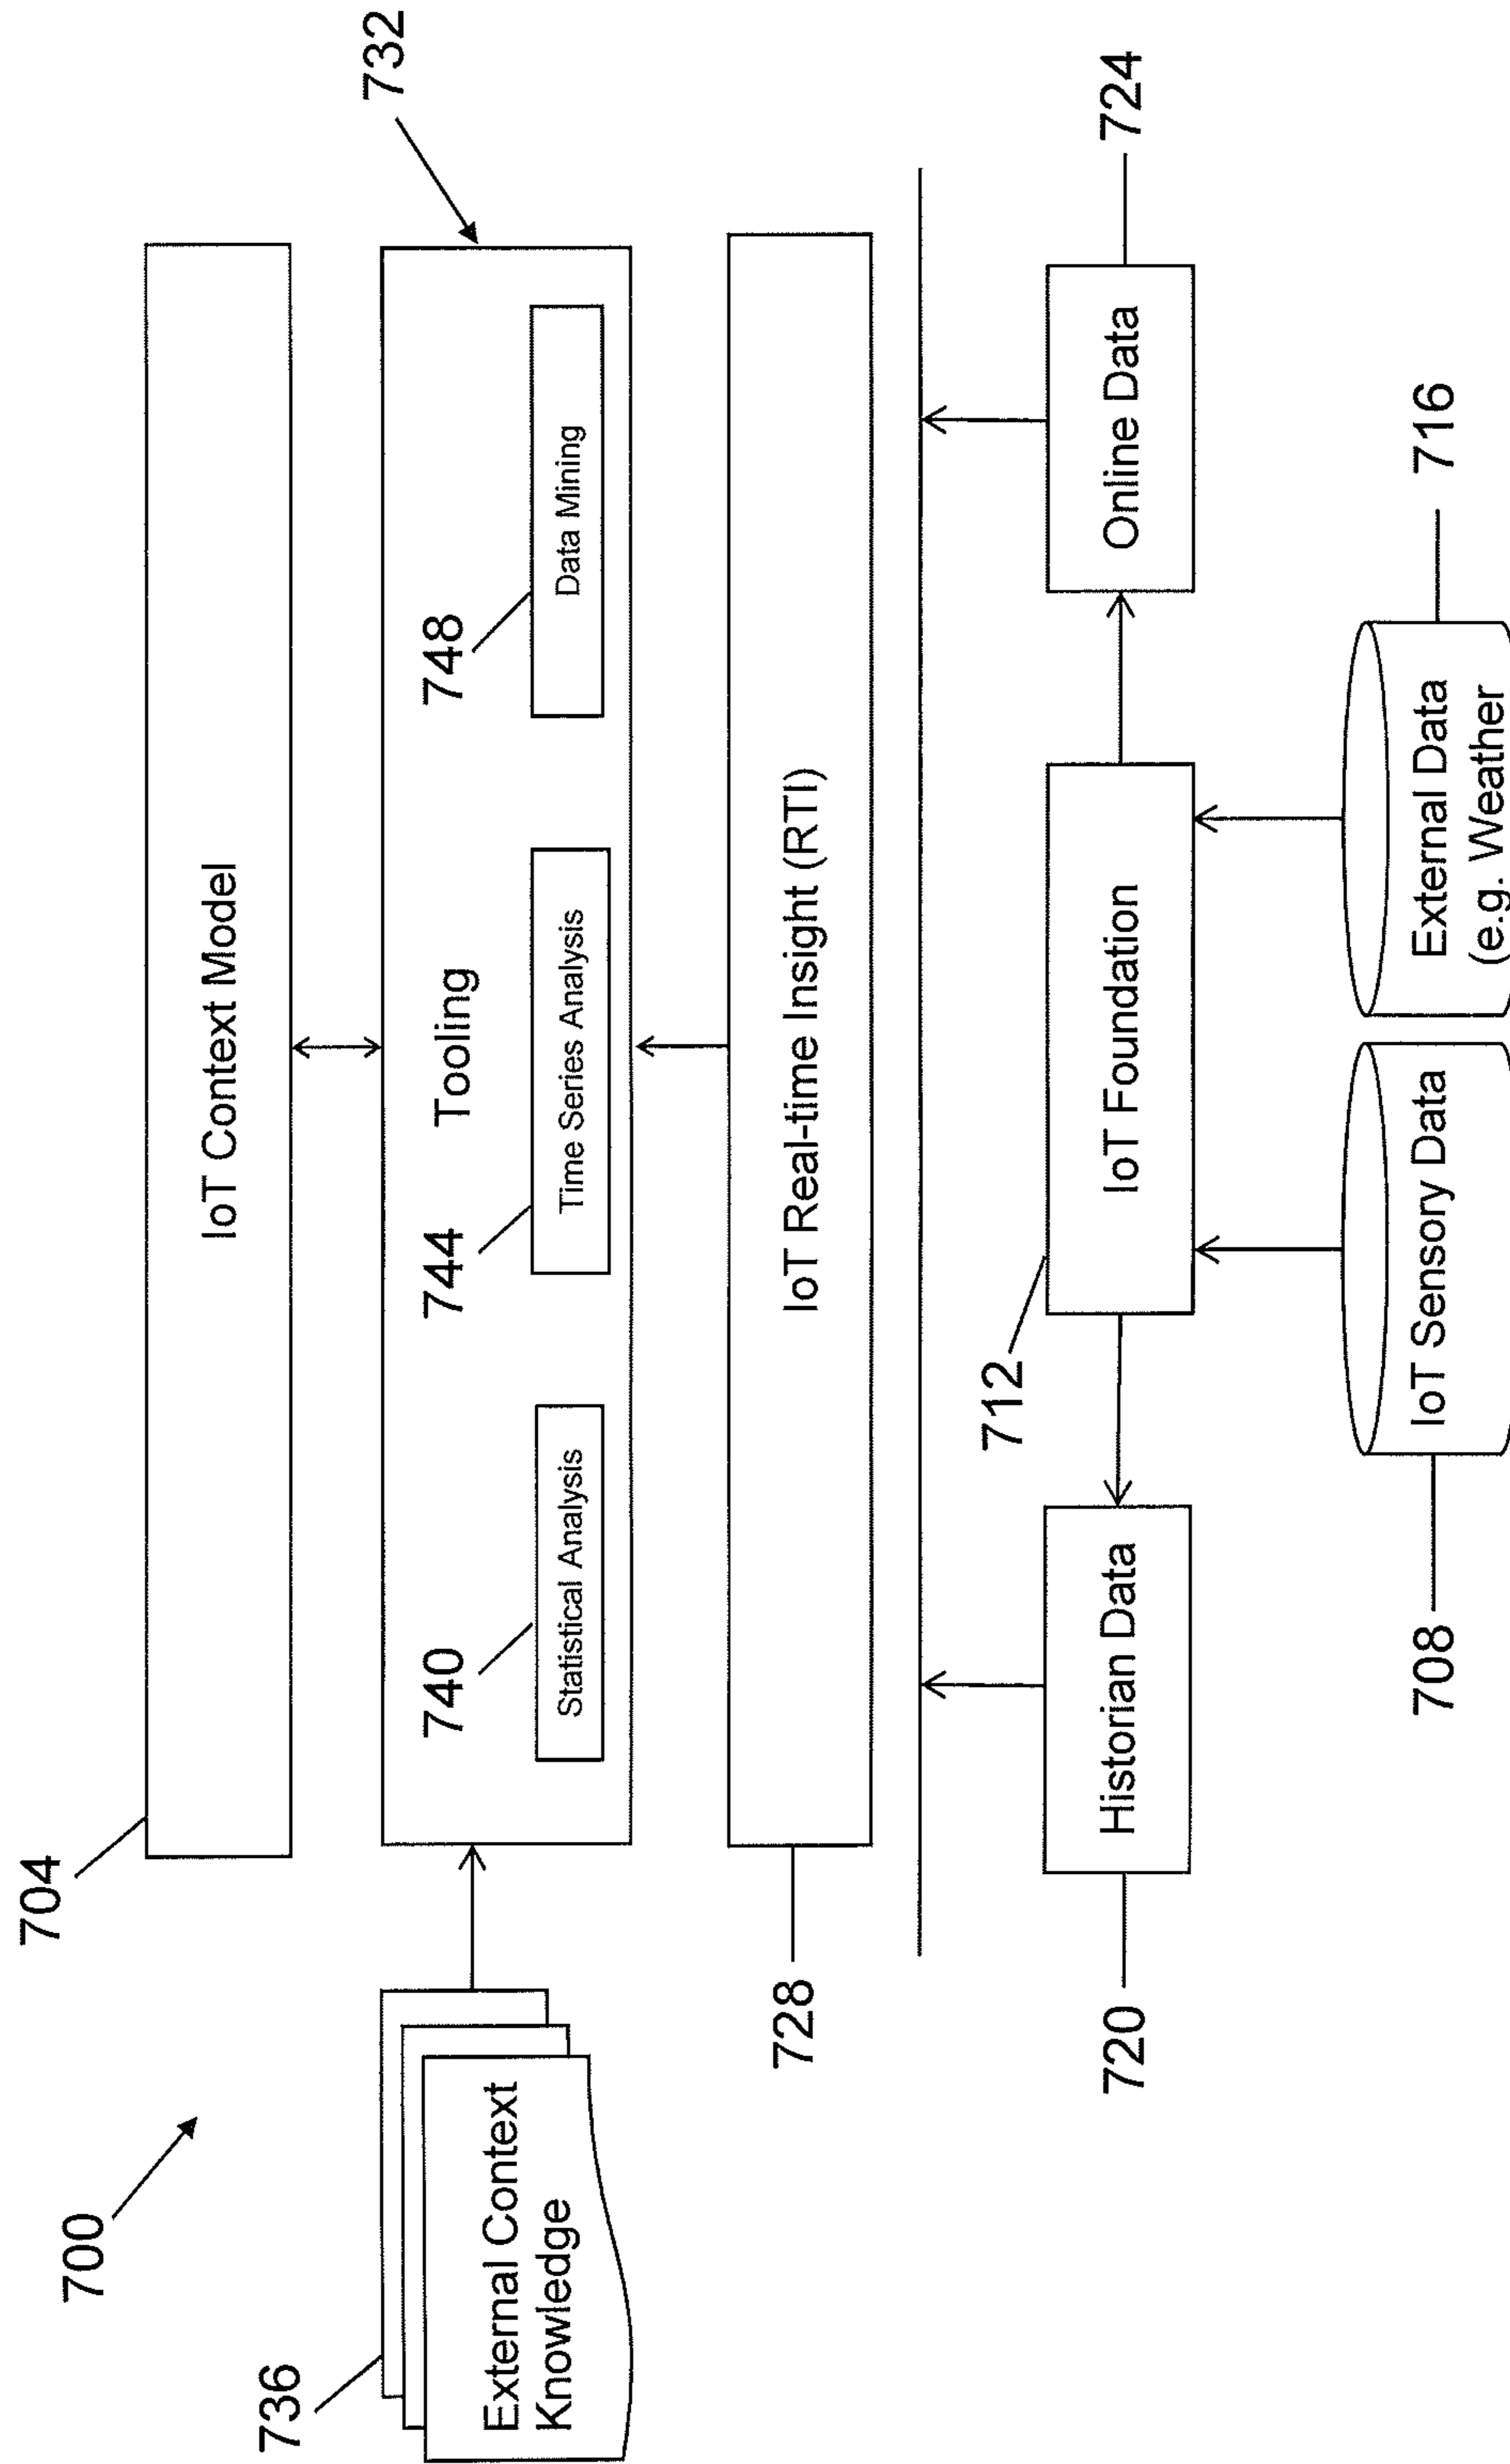 700
704
IoT Context Model
732
736
External Context
Knowledge
Tooling
740
744
748
Statistical Analysis
Time Series Analysis
Data Mining
728
IoT Real-time Insight (RTI)
712
720
Historian Data
IoT Foundation
Online Data
724
708
IoT Sensory Data
External Data
(e.g. Weather
716